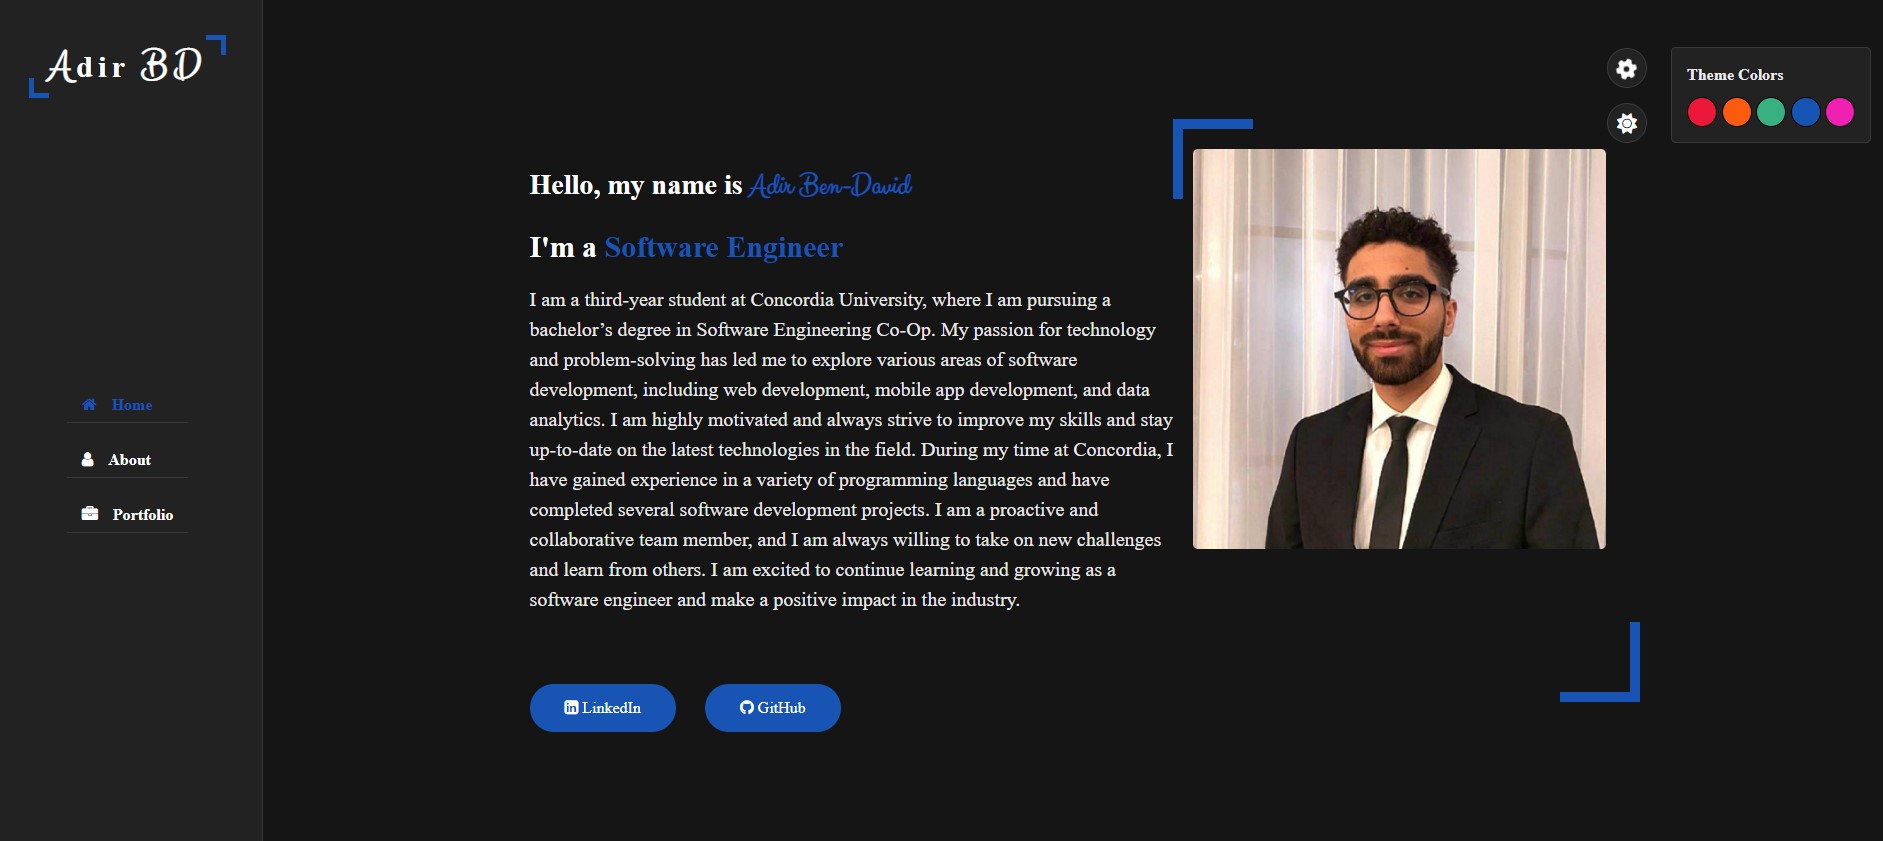 Adir BD
Home
About
Portfolio
Hello, my name is Adir Ben-David
I'm a Software Engineer
I am a third-year student at Concordia University, where I am pursuing a
bachelor’s degree in Software Engineering Co-Op. My passion for technology
and problem-solving has led me to explore various areas of software
development, including web development, mobile app development, and data
analytics. I am highly motivated and always strive to improve my skills and stay
up-to-date on the latest technologies in the field. During my time at Concordia, I
have gained experience in a variety of programming languages and have
completed several software development projects. I am a proactive and
collaborative team member, and I am always willing to take on new challenges
and learn from others. I am excited to continue learning and growing as a
software engineer and make a positive impact in the industry.
LinkedIn
GitHub
Theme Colors